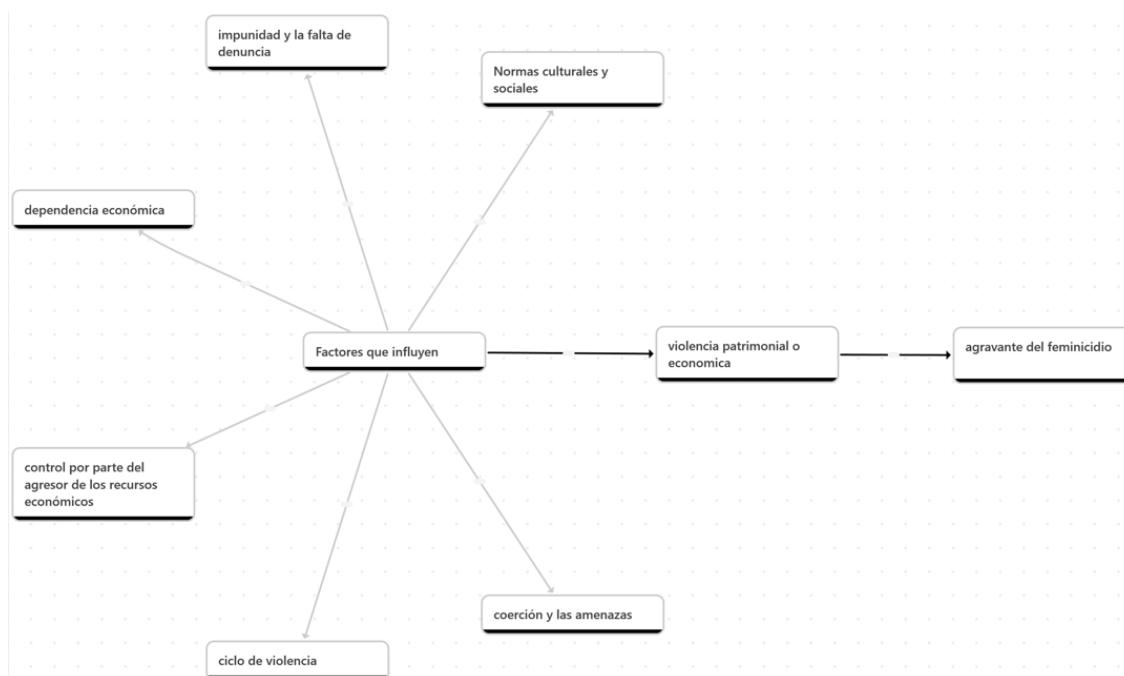 impunidad y la falta de
denuncia
Normas culturales y
sociales
dependencia económica
Factores que influyen
violencia patrimonial o
economica
agravante del feminicidio
control por parte del
agresor de los recursos
económicos
coerción y las amenazas
ciclo de violencia